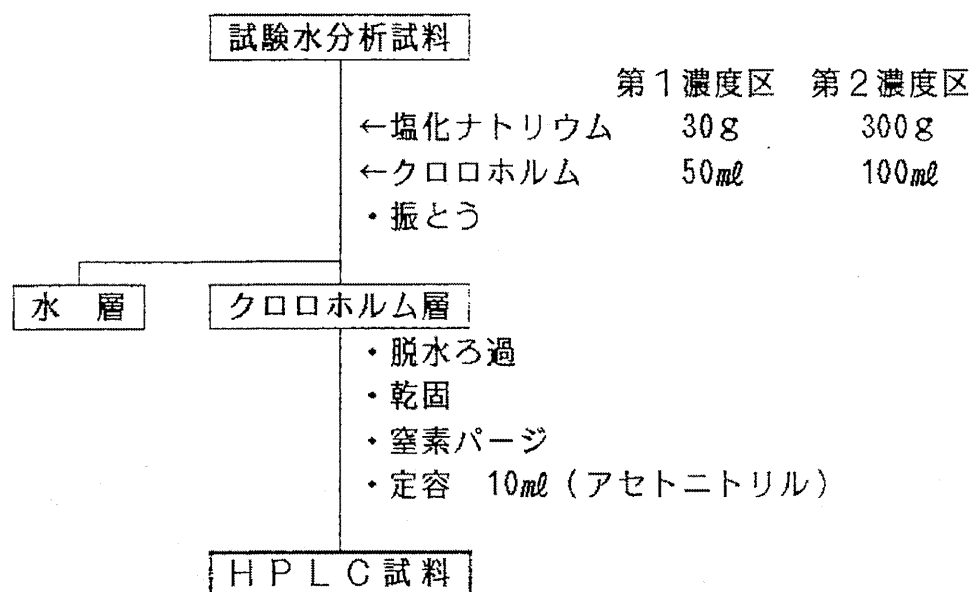 試験水分析試料
第1濃度区 第2濃度区
←塩化ナトリウム 30g 300g
←クロロホルム 50ml 100ml
・振とう
水 層 クロロホルム層
・脱水ろ過
・乾固
・窒素パージ
・定容 10ml(アセトニトリル)
HPLC試料